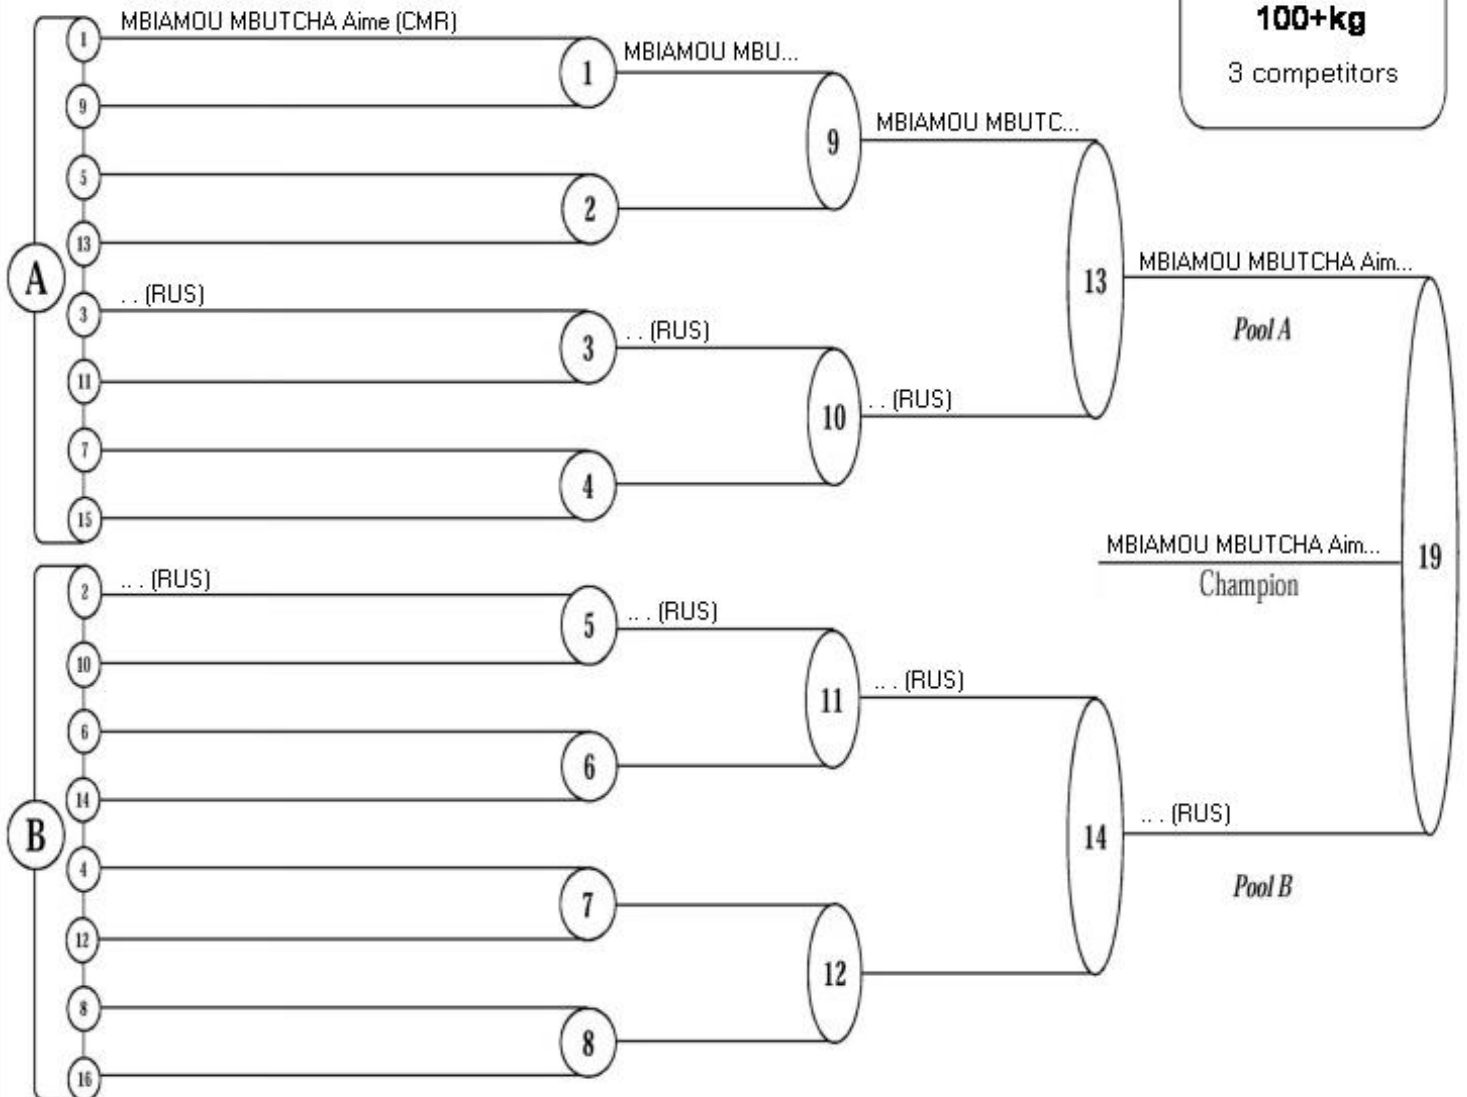 100+kg
3 competitors
MBIAMOU MBUTCHA Aime (CMR)
1
9
5
13
A
. . (RUS)
3
11
7
15
1
2
3
4
MBIAMOU MBU...
. . (RUS)
9
10
MBIAMOU MBUTC...
. . (RUS)
13
MBIAMOU MBUTCHA Aim...
Pool A
MBIAMOU MBUTCHA Aim...
Champion
19
B
.. . (RUS)
2
10
6
14
4
12
8
16
5
6
7
8
.. . (RUS)
11
12
.. . (RUS)
14
.. . (RUS)
Pool B